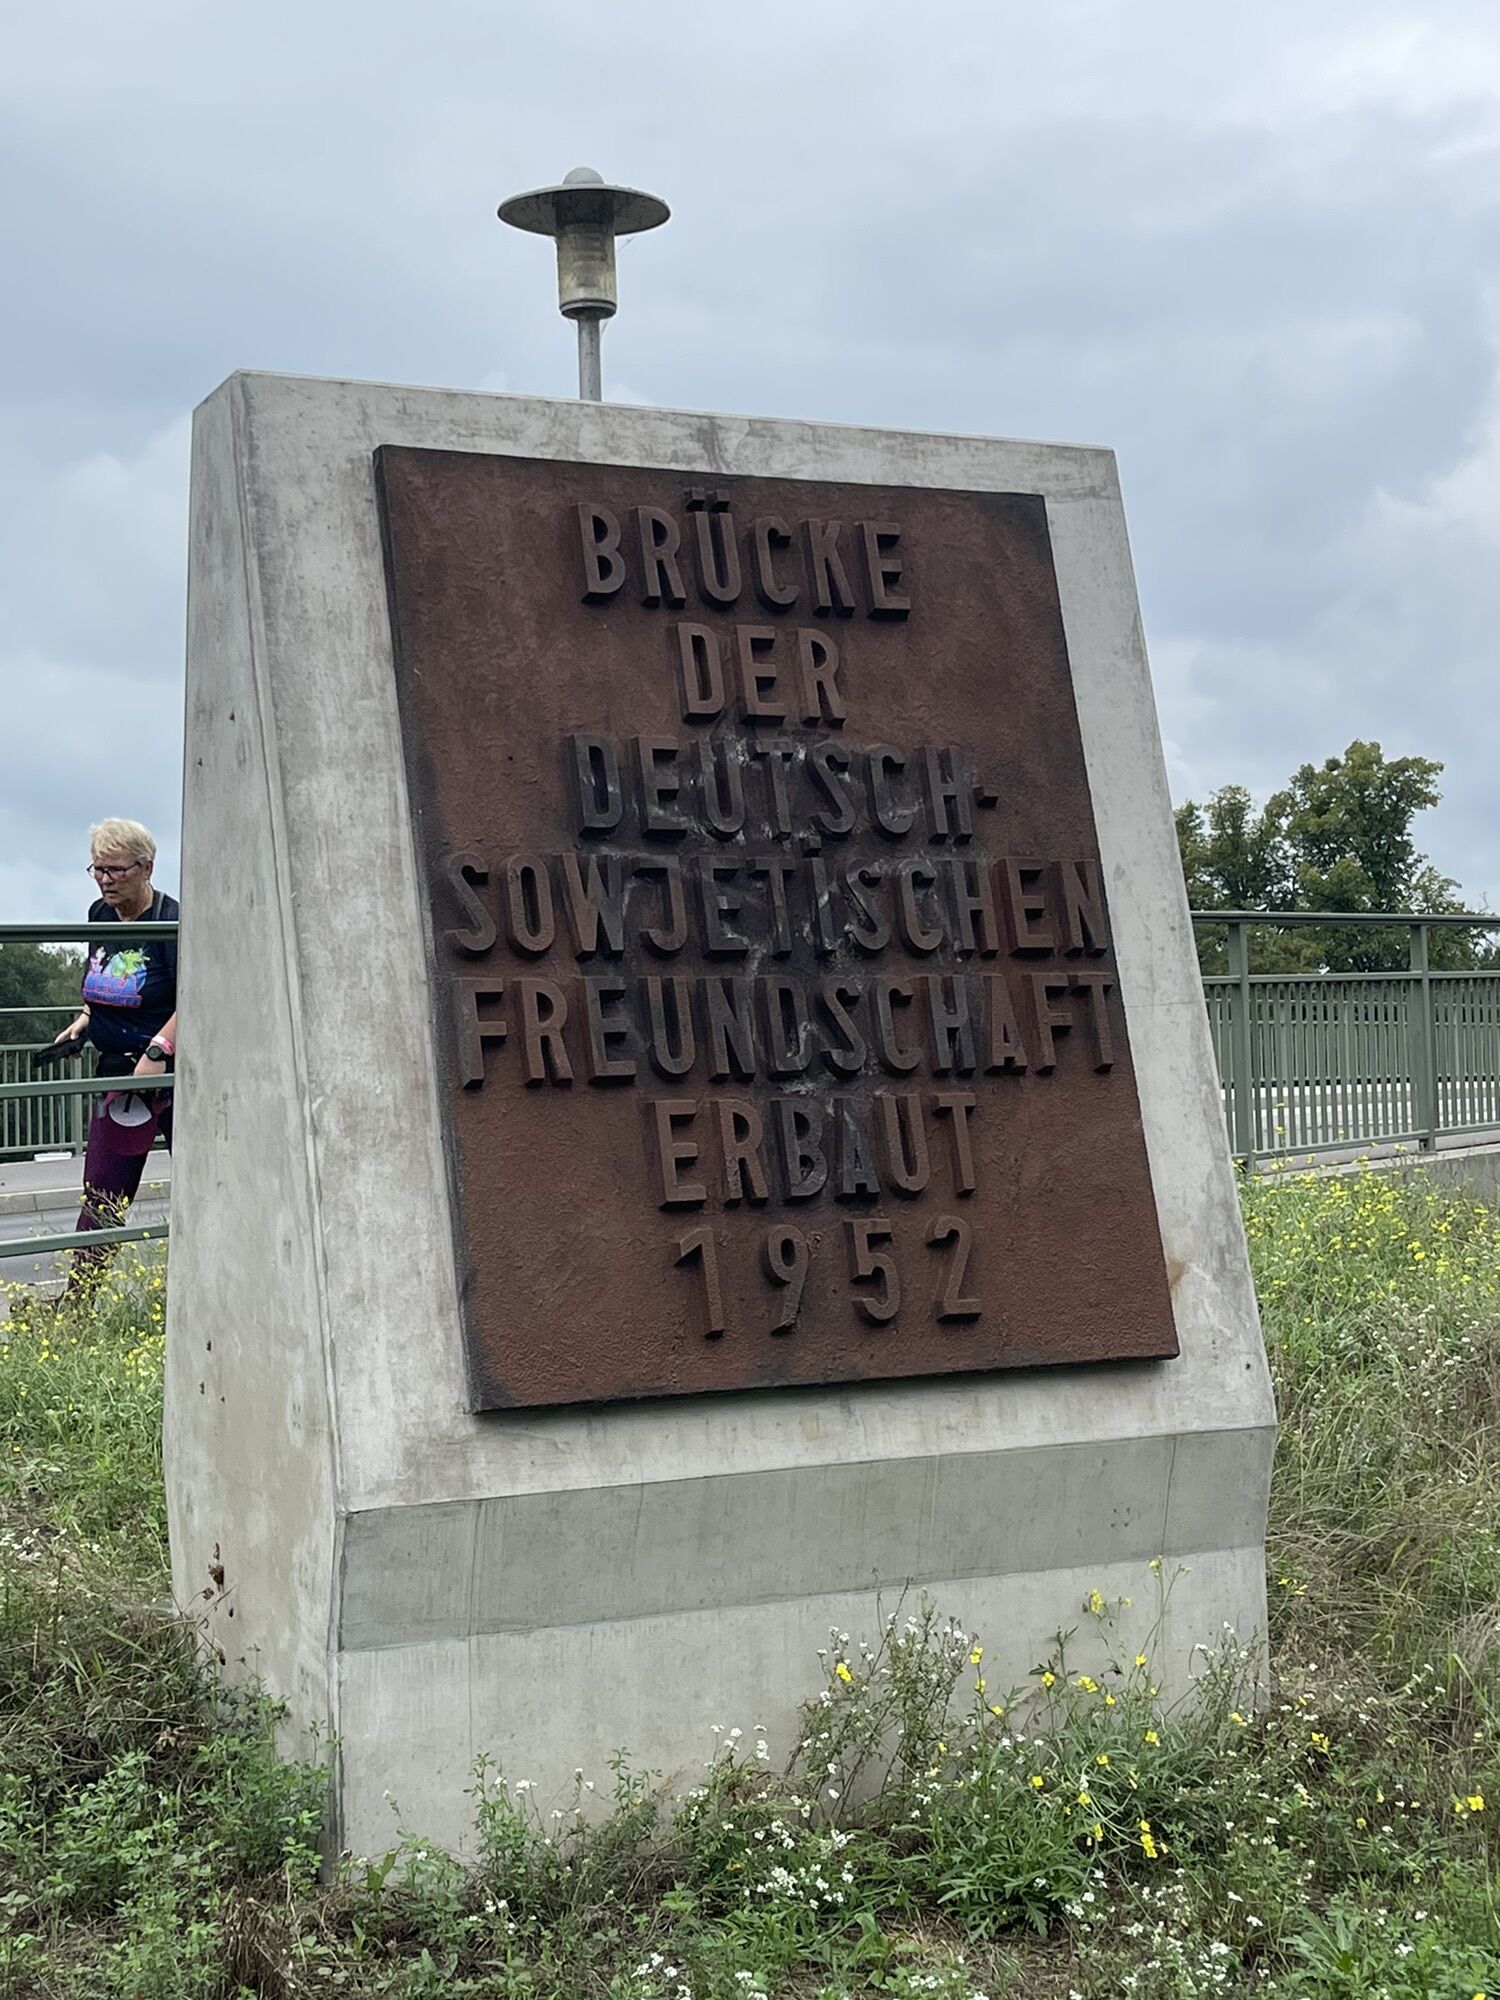 BRÜCKE
DER
DEUTSCH-
SOWJETISCHEN
FREUNDSCHAFT
ERBAUT
1952